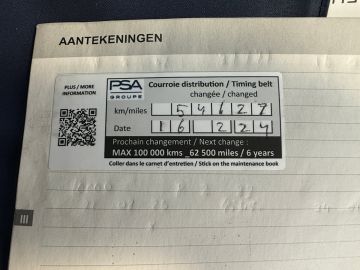 AANTEKENINGEN
PLUS / MORE
INFORMATION
PSA
GROUPE
Courroie distribution / Timing belt
changée / changed
km/miles 54627
Date 16 2 24
Prochain changement / Next change :
MAX 100 000 kms _62 500 miles / 6 years
Coller dans le carnet d'entretien / Stick on the maintenance book
III